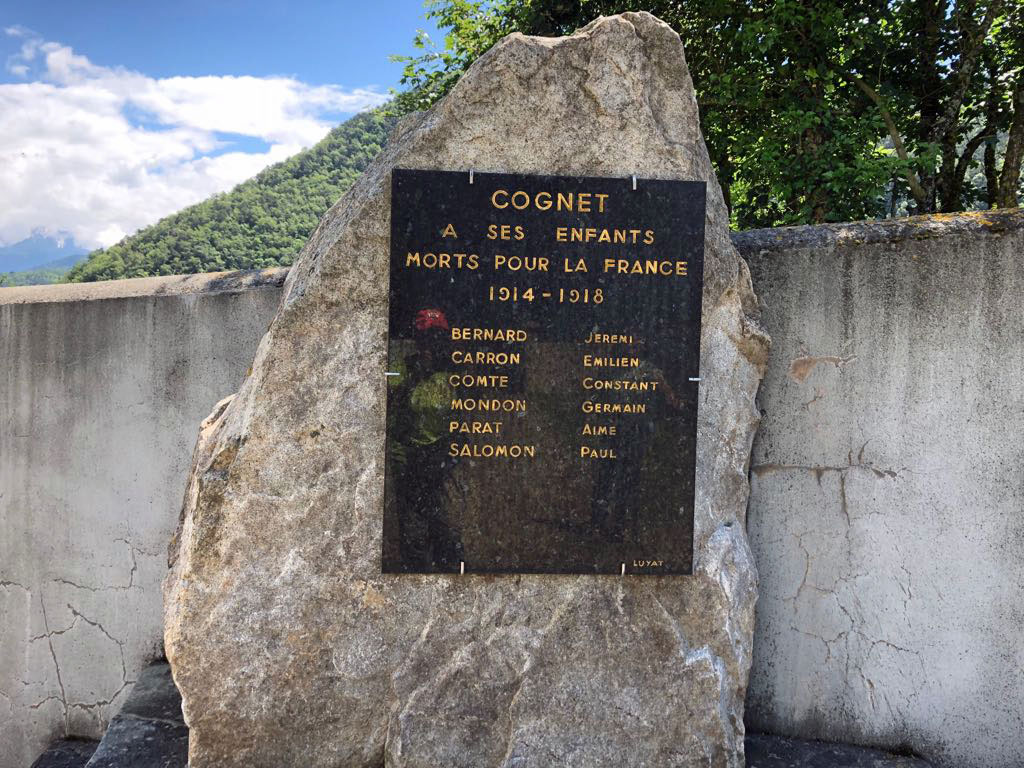 COGNET
A SES ENFANTS
MORTS POUR LA FRANCE
1914-1918
BERNARD JEREMI
CARRON EMILIEN
COMTE CONSTANT
MONDON GERMAIN
PARAT AIME
SALOMON PAUL
LUYAT